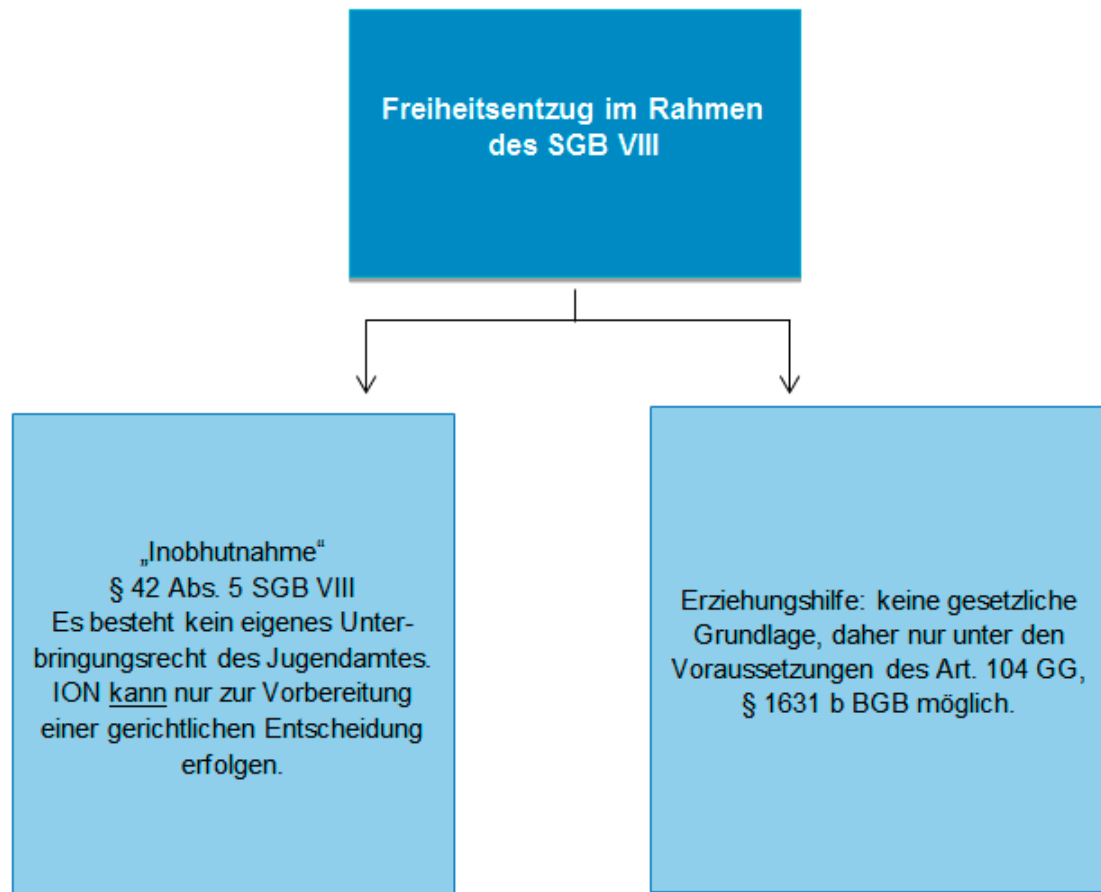 Freiheitsentzug im Rahmen
des SGB VIII
„Inobhutnahme“
§ 42 Abs. 5 SGB VIII
Es besteht kein eigenes Unter-
bringungsrecht des Jugendamtes.
ION kann nur zur Vorbereitung
einer gerichtlichen Entscheidung
erfolgen.
Erziehungshilfe: keine gesetzliche
Grundlage, daher nur unter den
Voraussetzungen des Art. 104 GG,
§ 1631 b BGB möglich.